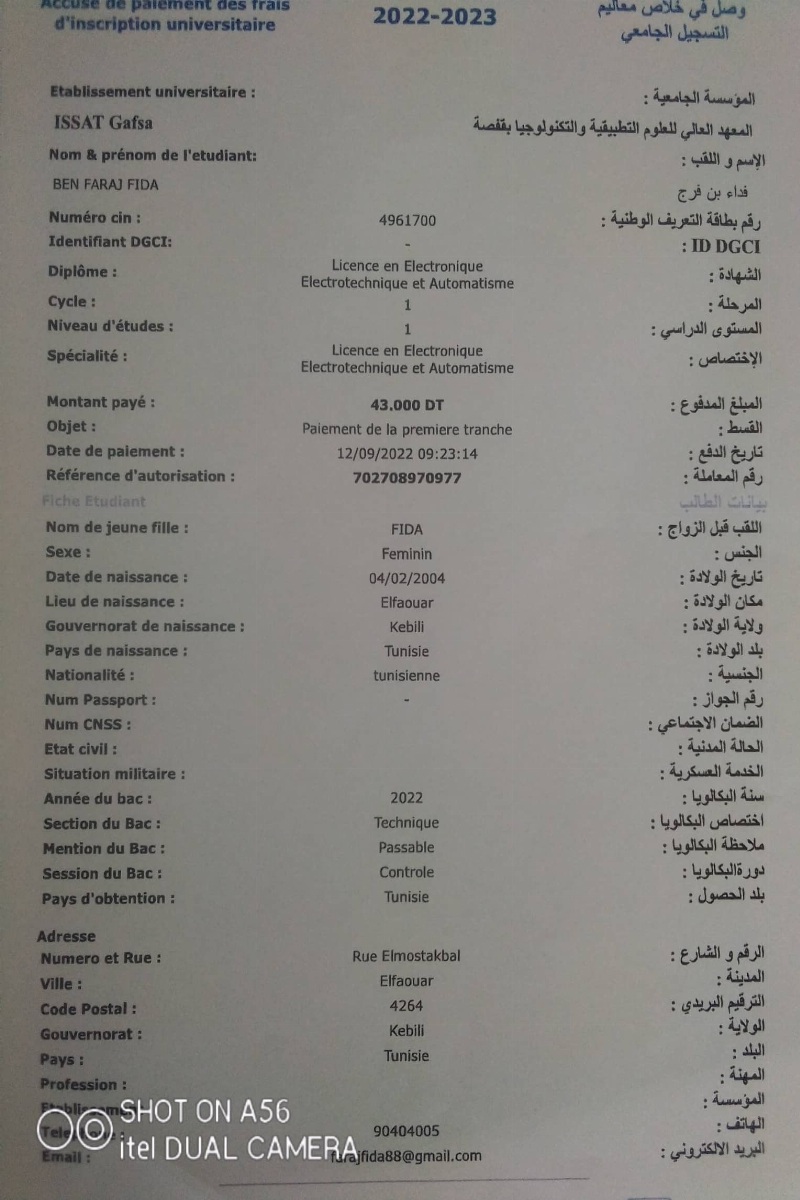 Accusé de paiement des frais d'inscription universitaire
2022-2023
وصل في خلاص معاليم التسجيل الجامعي
Etablissement universitaire : المؤسسة الجامعية :
ISSAT Gafsa المعهد العالي للعلوم التطبيقية والتكنولوجيا بقفصة
Nom & prénom de l'etudiant: الإسم و اللقب :
BEN FARAJ FIDA فداء بن فرج
Numéro cin : 4961700 رقم بطاقة التعريف الوطنية :
Identifiant DGCI: - ID DGCI :
Diplôme : Licence en Electronique الشهادة :
Electrotechnique et Automatisme
Cycle : 1 المرحلة :
Niveau d'études : 1 المستوى الدراسي :
Spécialité : Licence en Electronique الإختصاص :
Electrotechnique et Automatisme
Montant payé : 43.000 DT المبلغ المدفوع :
Objet : Paiement de la premiere tranche القسط :
Date de paiement : 12/09/2022 09:23:14 تاريخ الدفع :
Référence d'autorisation : 702708970977 رقم المعاملة :
Fiche Etudiant بيانات الطالب
Nom de jeune fille : FIDA اللقب قبل الزواج :
Sexe : Feminin الجنس :
Date de naissance : 04/02/2004 تاريخ الولادة :
Lieu de naissance : Elfaouar مكان الولادة :
Gouvernorat de naissance : Kebili ولاية الولادة :
Pays de naissance : Tunisie بلد الولادة :
Nationalité : tunisienne الجنسية :
Num Passport : - رقم الجواز :
Num CNSS : الضمان الاجتماعي :
Etat civil : الحالة المدنية :
Situation militaire : الخدمة العسكرية :
Année du bac : 2022 سنة البكالويا :
Section du Bac : Technique اختصاص البكالويا :
Mention du Bac : Passable ملاحظة البكالويا :
Session du Bac : Controle دورةالبكالويا :
Pays d'obtention : Tunisie بلد الحصول :
Adresse
Numero et Rue : Rue Elmostakbal الرقم و الشارع :
Ville : Elfaouar المدينة :
Code Postal : 4264 الترقيم البريدي :
Gouvernorat : Kebili الولاية :
Pays : Tunisie البلد :
Profession : المهنة :
المؤسسة :
90404005 الهاتف :
Email : farajfida88@gmail.com البريد الالكتروني :
SHOT ON A56
itel DUAL CAMERA